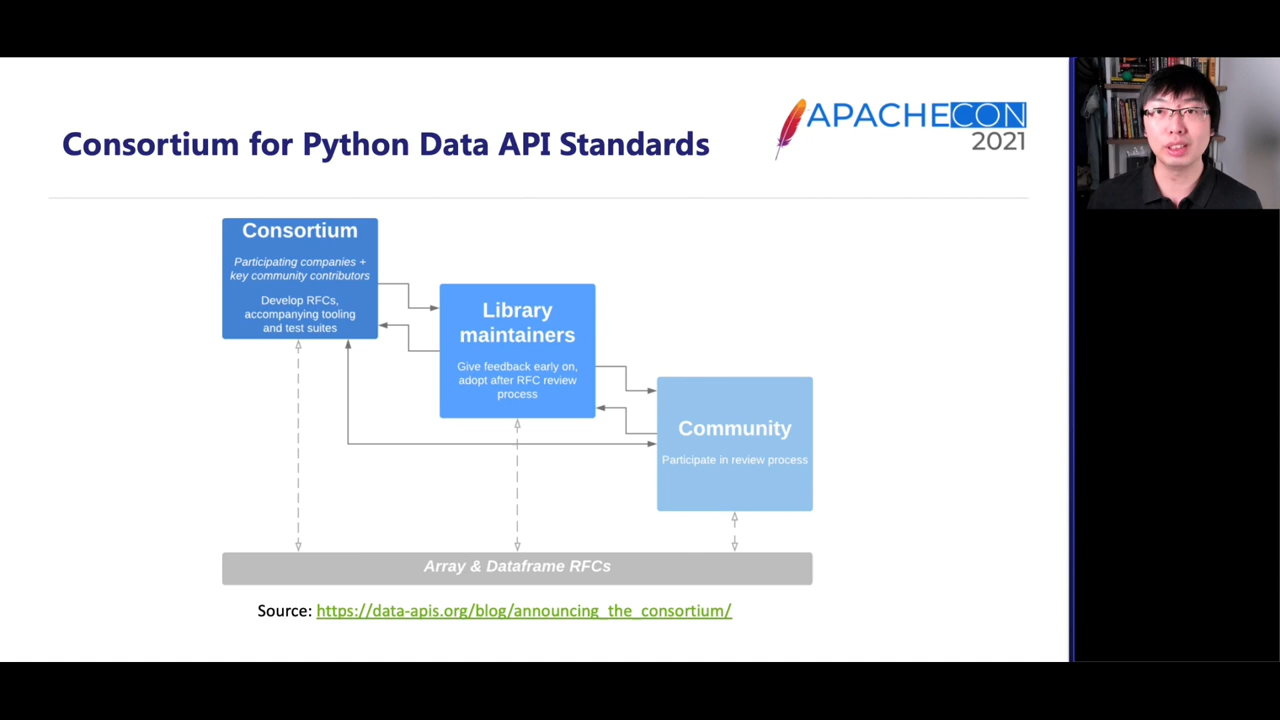 Consortium for Python Data API Standards
APACHECON
2021
Consortium
Participating companies +
key community contributors
Develop RFCs,
accompanying tooling
and test suites
Library
maintainers
Give feedback early on,
adopt after RFC review
process
Community
Participate in review process
Array & Dataframe RFCs
Source: https://data-apis.org/blog/announcing_the_consortium/